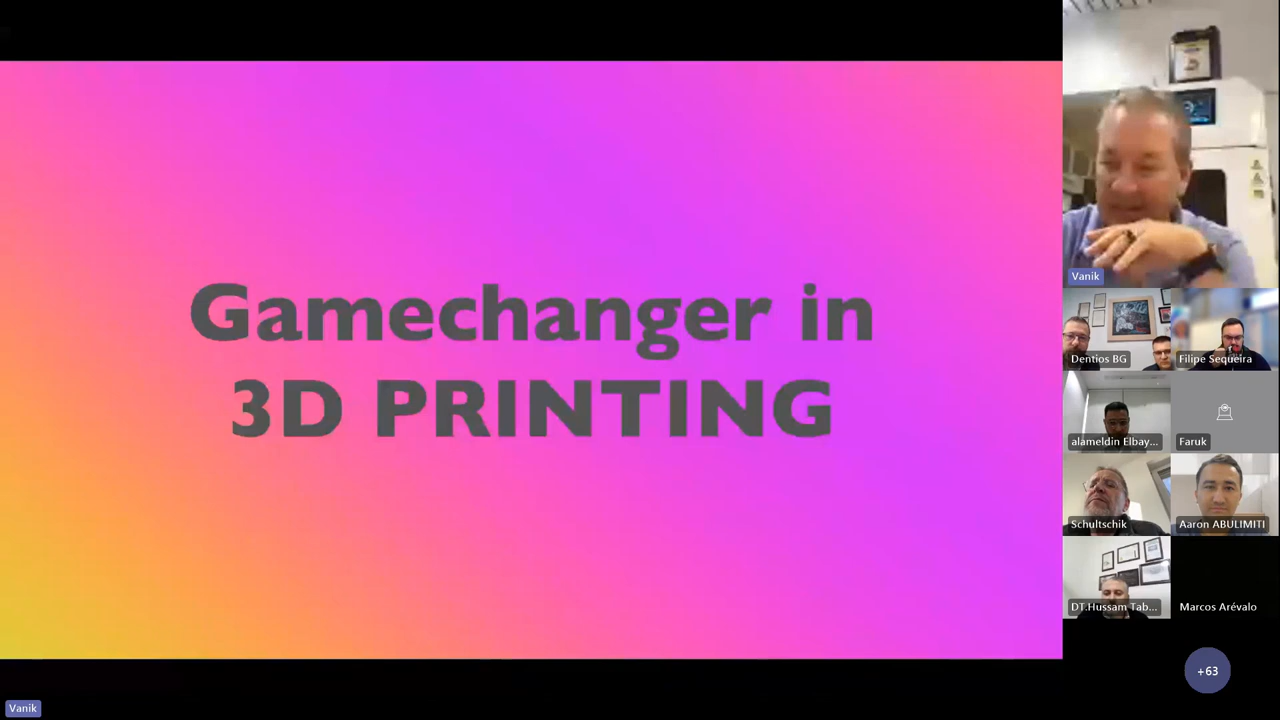 Gamechanger in
3D PRINTING
Vanik
Dentios BG
Filipe Sequeira
alameldin Elbay...
Faruk
Schultschik
Aaron ABULIMITI
DT.Hussam Tab...
Marcos Arévalo
+63
Vanik